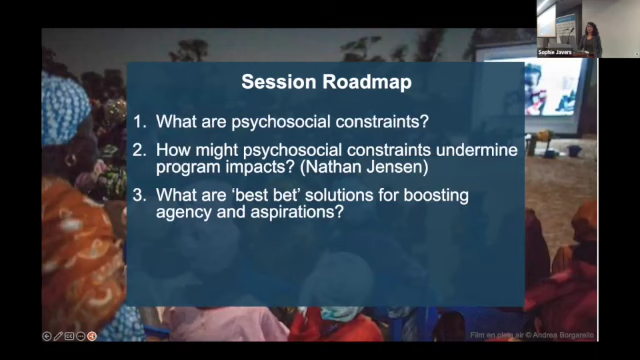 Sophie Javers
Session Roadmap
1. What are psychosocial constraints?
2. How might psychosocial constraints undermine
program impacts? (Nathan Jensen)
3. What are ‘best bet’ solutions for boosting
agency and aspirations?
Film en plein air © Andrea Borgarello